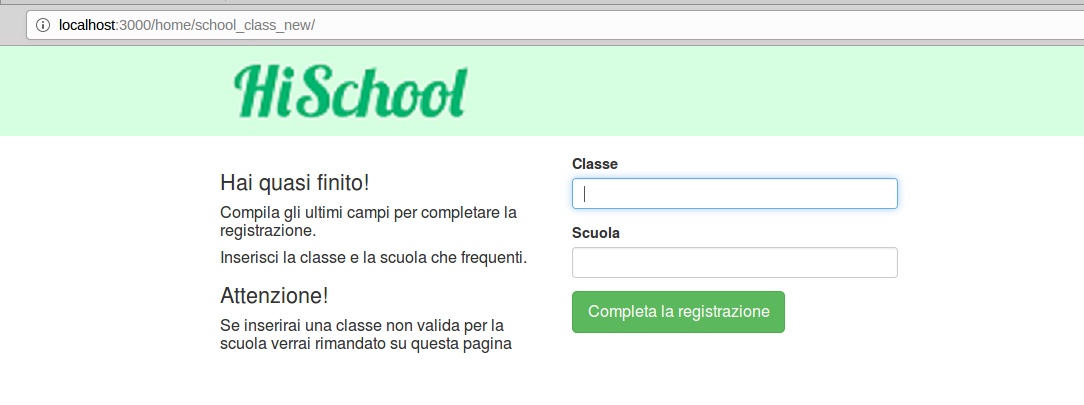 localhost:3000/home/school_class_new/
HiSchool
Hai quasi finito!
Compila gli ultimi campi per completare la
registrazione.
Inserisci la classe e la scuola che frequenti.
Attenzione!
Se inserirai una classe non valida per la
scuola verrai rimandato su questa pagina
Classe
Scuola
Completa la registrazione